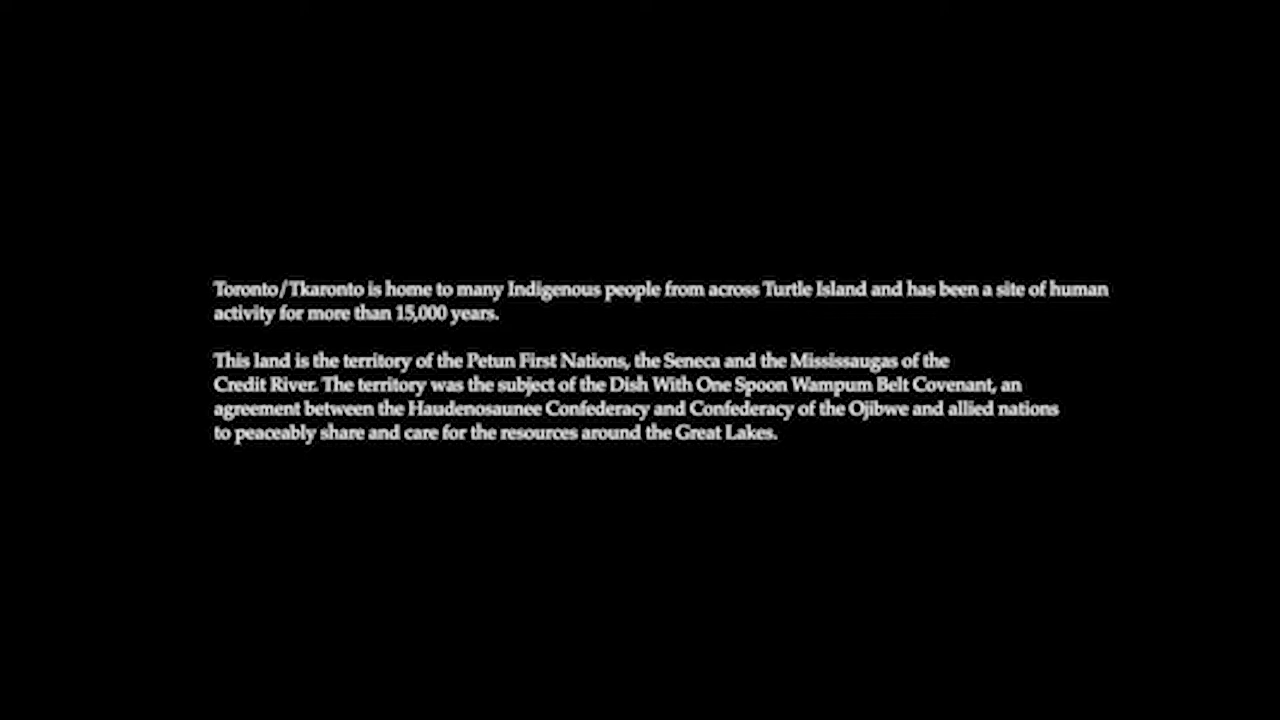 Toronto/Tkaronto is home to many Indigenous people from across Turtle Island and has been a site of human
activity for more than 15,000 years.
This land is the territory of the Petun First Nations, the Seneca and the Mississaugas of the
Credit River. The territory was the subject of the Dish With One Spoon Wampum Belt Covenant, an
agreement between the Haudenosaunee Confederacy and Confederacy of the Ojibwe and allied nations
to peaceably share and care for the resources around the Great Lakes.